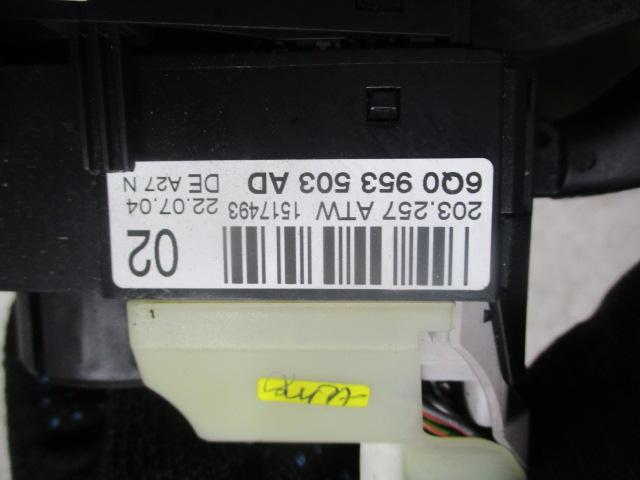 6Q0 953 503 AD DE A27 N
203.257 ATW 1517493 22.07.04
02